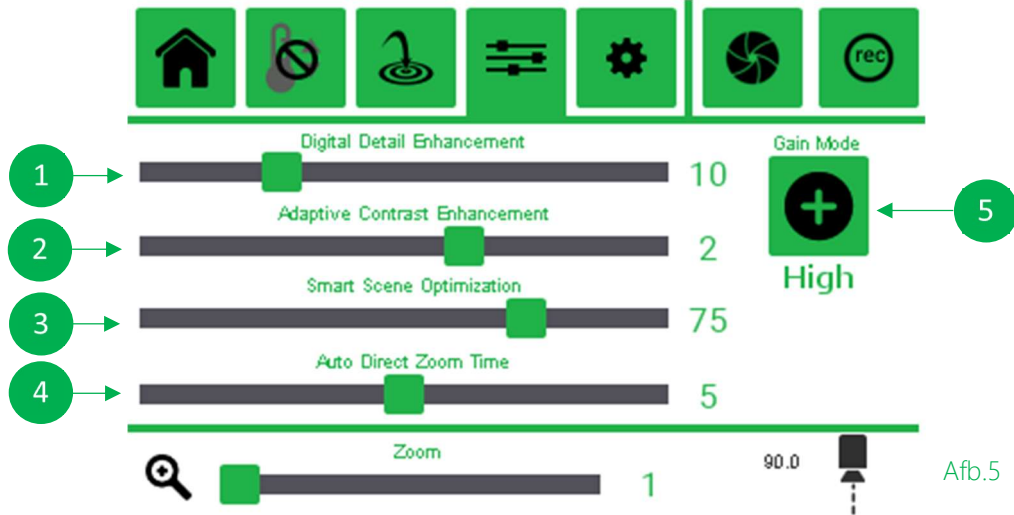 rec
Digital Detail Enhancement
Gain Mode
1
10
Adaptive Contrast Enhancement
5
2
2
High
Smart Scene Optimization
3
75
Auto Direct Zoom Time
4
5
Zoom
1
90.0
Afb.5